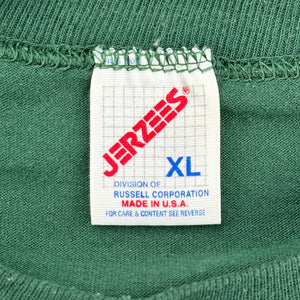 JERZEES
XL
DIVISION OF
RUSSELL CORPORATION
MADE IN U.S.A.
FOR CARE & CONTENT SEE REVERSE